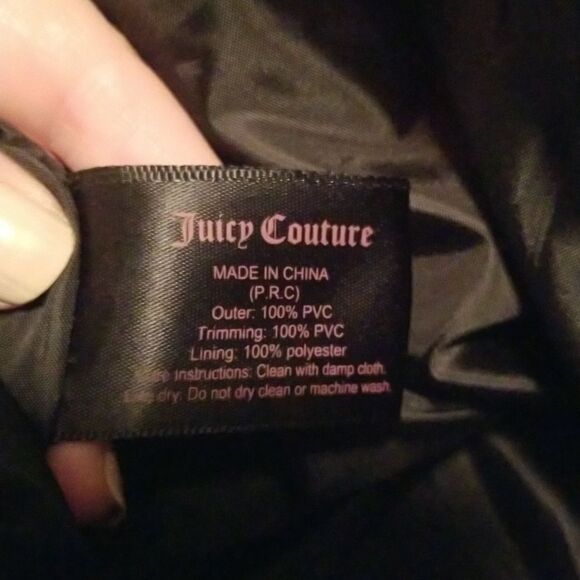 Juicy Couture
MADE IN CHINA
(P.R.C)
Outer: 100% PVC
Trimming: 100% PVC
Lining: 100% polyester
Instructions: Clean with damp cloth.
dry: Do not dry clean or machine wash.